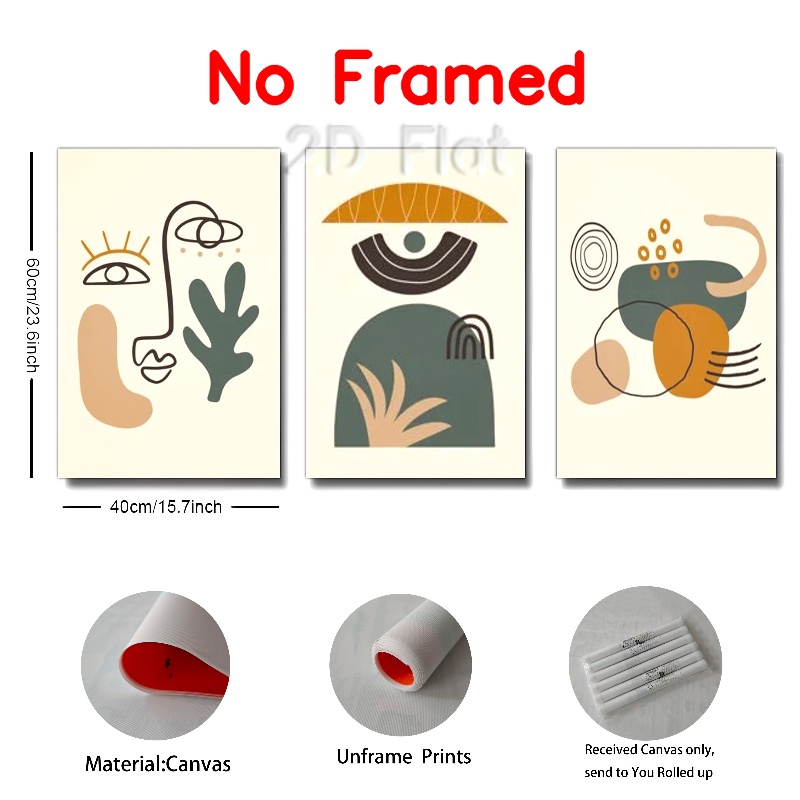 No Framed
2D Flat
60cm/23.6inch
40cm/15.7inch
Material:Canvas
Unframe Prints
Received Canvas only,
send to You Rolled up